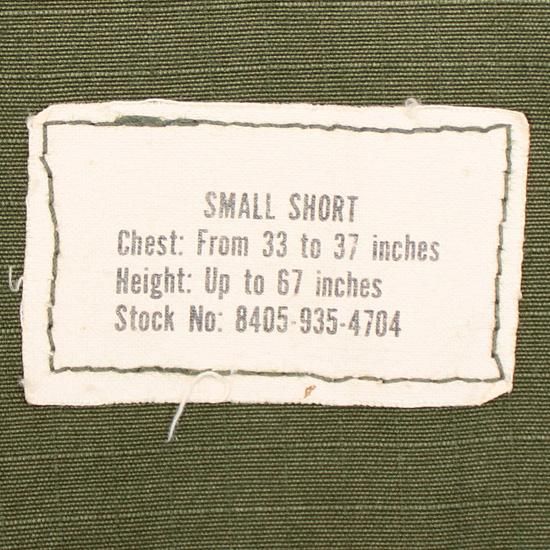 SMALL SHORT
Chest: From 33 to 37 inches
Height: Up to 67 inches
Stock No: 8405-935-4704